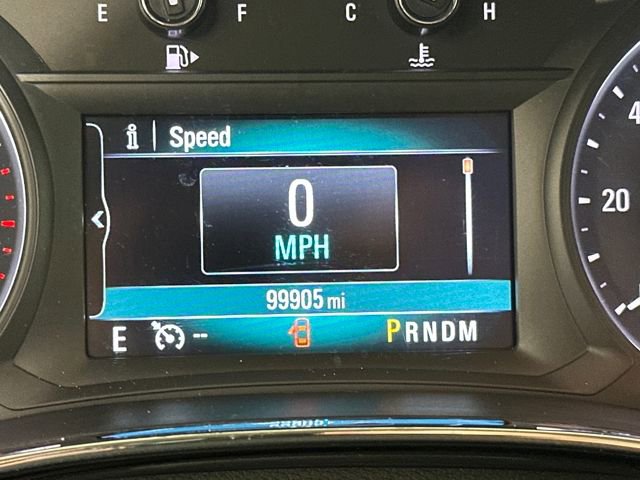 E F C H
i Speed
0
MPH
20
99905 mi
E -- PRNDM